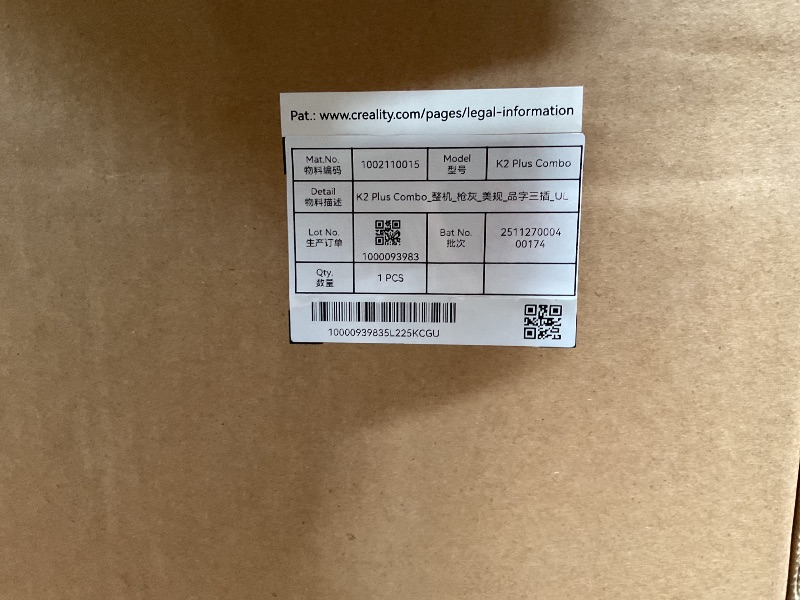 Pat.: www.creality.com/pages/legal-information
Mat.No.
物料编码
1002110015
Model
型号
K2 Plus Combo
Detail
物料描述
K2 Plus Combo_整机_枪灰_美规_品字三插_UL
Lot No.
生产订单
1000093983
Bat No.
批次
2511270004
00174
Qty.
数量
1 PCS
10000939835L225KCGU